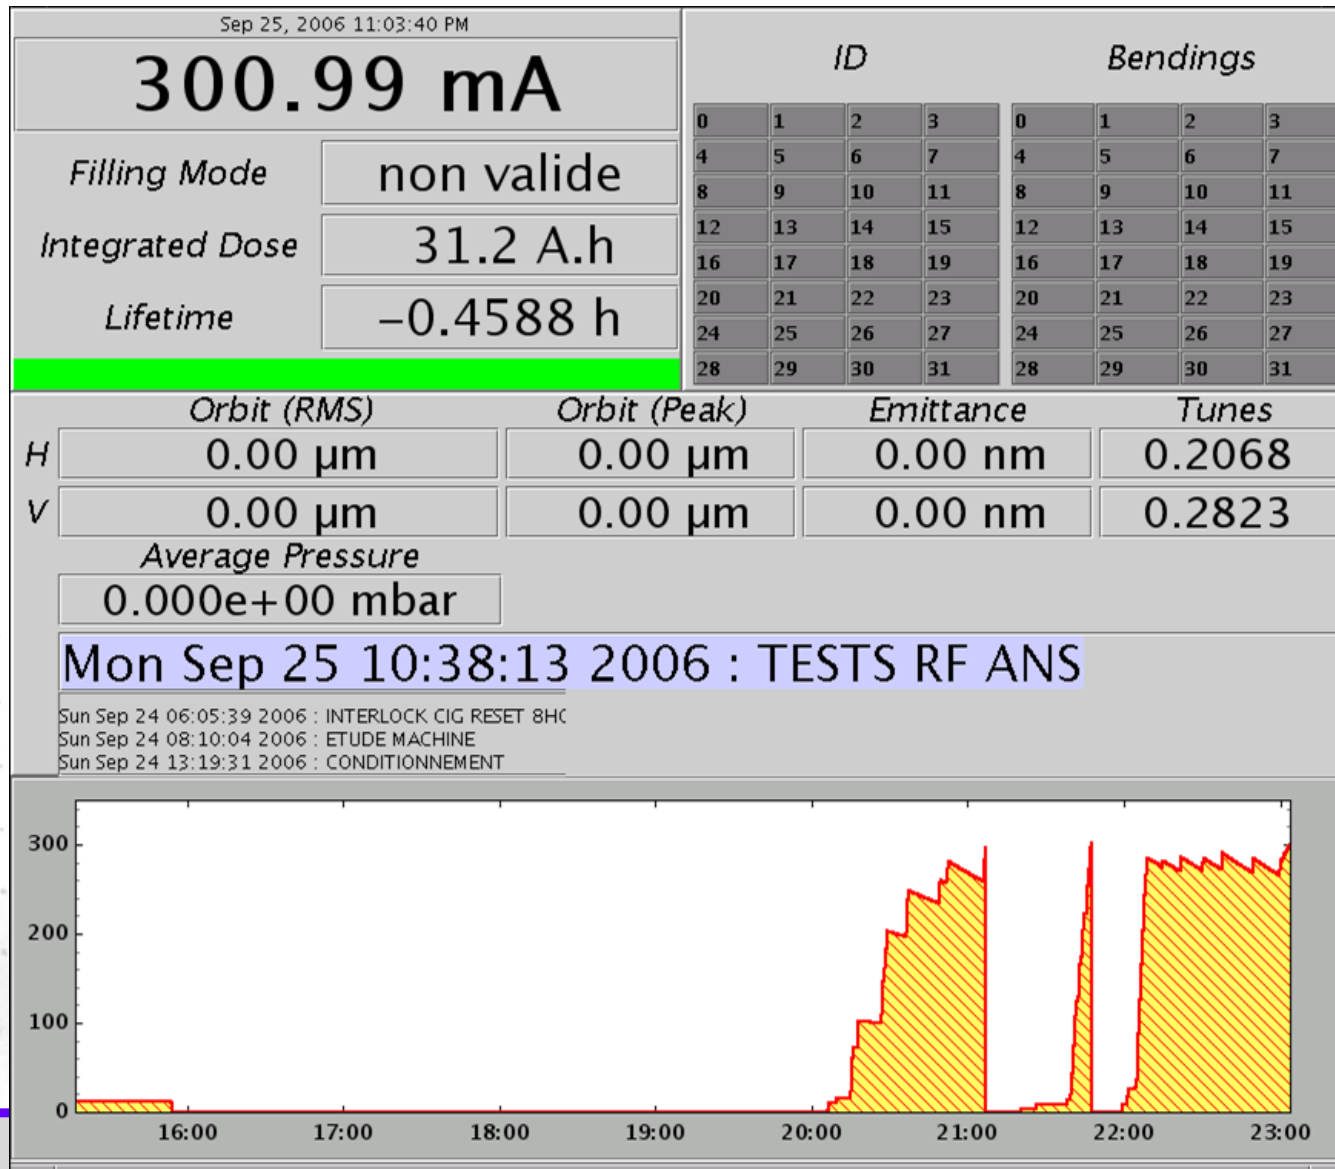 Sep 25, 2006 11:03:40 PM
300.99 mA
Filling Mode non valide
Integrated Dose 31.2 A.h
Lifetime −0.4588 h
ID Bendings
0 1 2 3 0 1 2 3
4 5 6 7 4 5 6 7
8 9 10 11 8 9 10 11
12 13 14 15 12 13 14 15
16 17 18 19 16 17 18 19
20 21 22 23 20 21 22 23
24 25 26 27 24 25 26 27
28 29 30 31 28 29 30 31
Orbit (RMS) Orbit (Peak) Emittance Tunes
H 0.00 µm 0.00 µm 0.00 nm 0.2068
V 0.00 µm 0.00 µm 0.00 nm 0.2823
Average Pressure
0.000e+00 mbar
Mon Sep 25 10:38:13 2006 : TESTS RF ANS
Sun Sep 24 06:05:39 2006 : INTERLOCK CIG RESET
Sun Sep 24 08:10:04 2006 : ETUDE MACHINE
Sun Sep 24 13:19:31 2006 : CONDITIONNEMENT
300
200
100
0
16:00 17:00 18:00 19:00 20:00 21:00 22:00 23:00